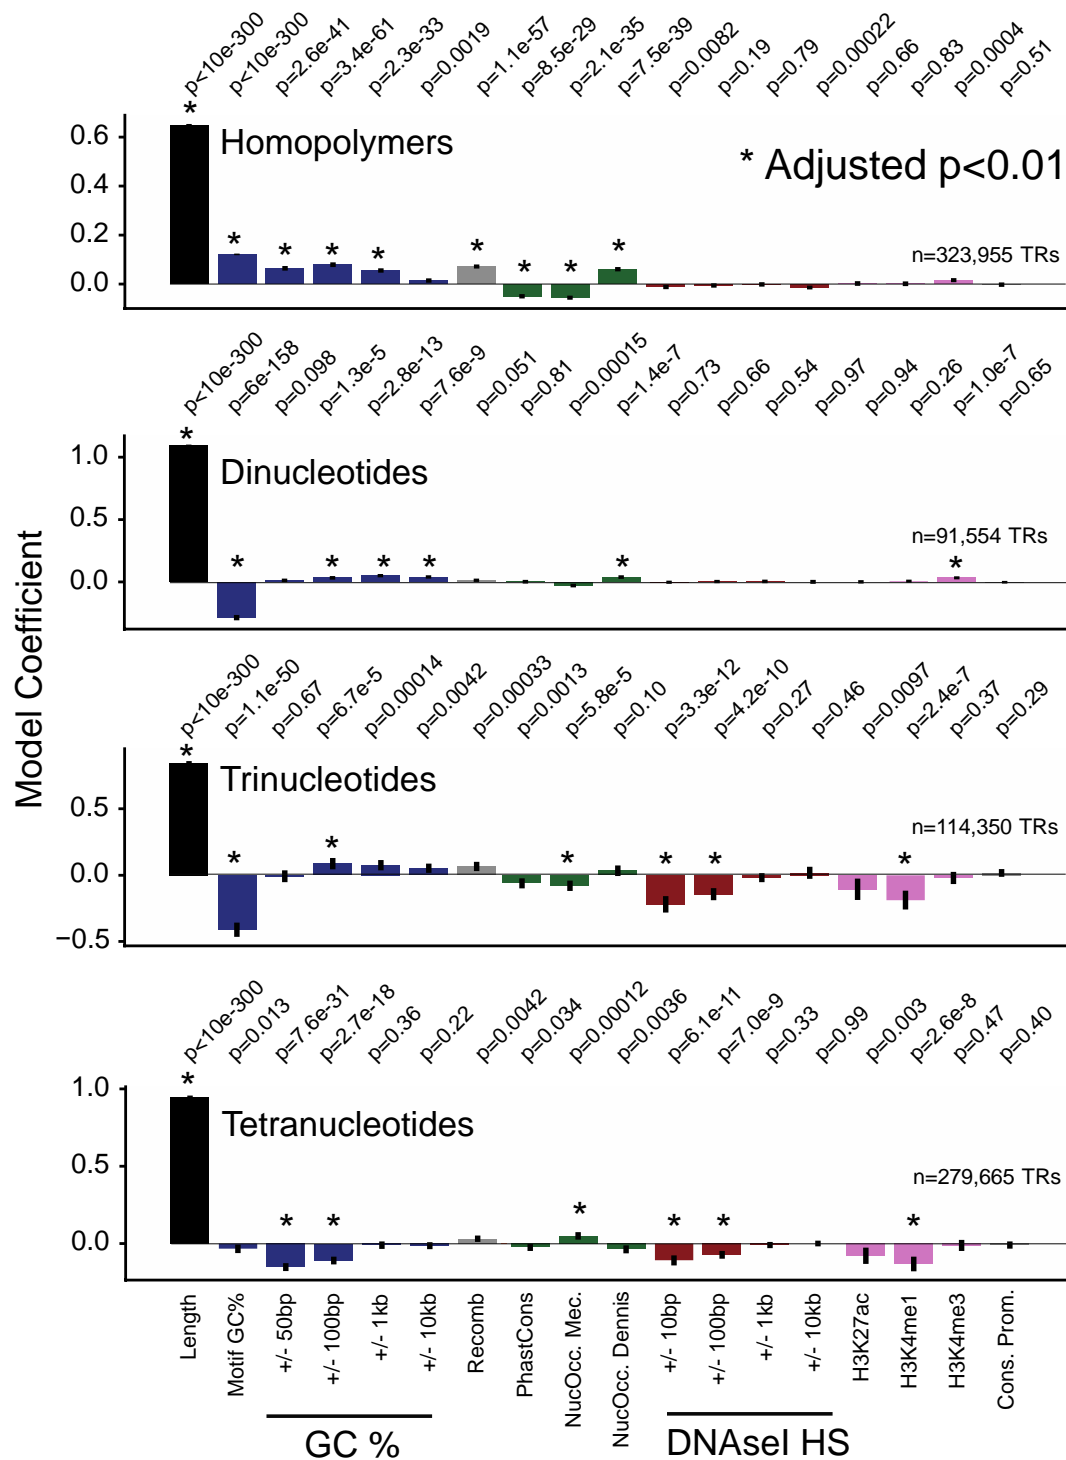 p<10e-300
p<10e-300
p=2.6e-41
p=3.4e-61
p=2.3e-33
p=0.0019
p=1.1e-57
p=8.5e-29
p=2.1e-35
p=7.5e-39
p=0.0082
p=0.19
p=0.79
p=0.00022
p=0.66
p=0.83
p=0.0004
p=0.51
Homopolymers
* Adjusted p<0.01
n=323,955 TRs
0.6
0.4
0.2
0.0
* * * * * * * * * *
p<10e-300
p=6e-158
p=0.098
p=1.3e-5
p=2.8e-13
p=7.6e-9
p=0.051
p=0.81
p=0.00015
p=1.4e-7
p=0.73
p=0.66
p=0.54
p=0.97
p=0.94
p=0.26
p=1.0e-7
p=0.65
Dinucleotides
n=91,554 TRs
1.0
0.5
0.0
* * * * * * *
Model Coefficient
p<10e-300
p=1.1e-50
p=0.67
p=6.7e-5
p=0.00014
p=0.0042
p=0.00033
p=0.0013
p=5.8e-5
p=0.10
p=3.3e-12
p=4.2e-10
p=0.27
p=0.46
p=0.0097
p=2.4e-7
p=0.37
p=0.29
Trinucleotides
n=114,350 TRs
0.5
0.0
−0.5
* * * * * * *
p<10e-300
p=0.013
p=7.6e-31
p=2.7e-18
p=0.36
p=0.22
p=0.0042
p=0.034
p=0.00012
p=0.0036
p=6.1e-11
p=7.0e-9
p=0.33
p=0.99
p=0.003
p=2.6e-8
p=0.47
p=0.40
Tetranucleotides
n=279,665 TRs
1.0
0.5
0.0
* * * * * * *
Length
Motif GC%
+/- 50bp
+/- 100bp
+/- 1kb
+/- 10kb
Recomb
PhastCons
NucOcc. Mec.
NucOcc. Dennis
+/- 10bp
+/- 100bp
+/- 1kb
+/- 10kb
H3K27ac
H3K4me1
H3K4me3
Cons. Prom.
GC %
DNAseI HS